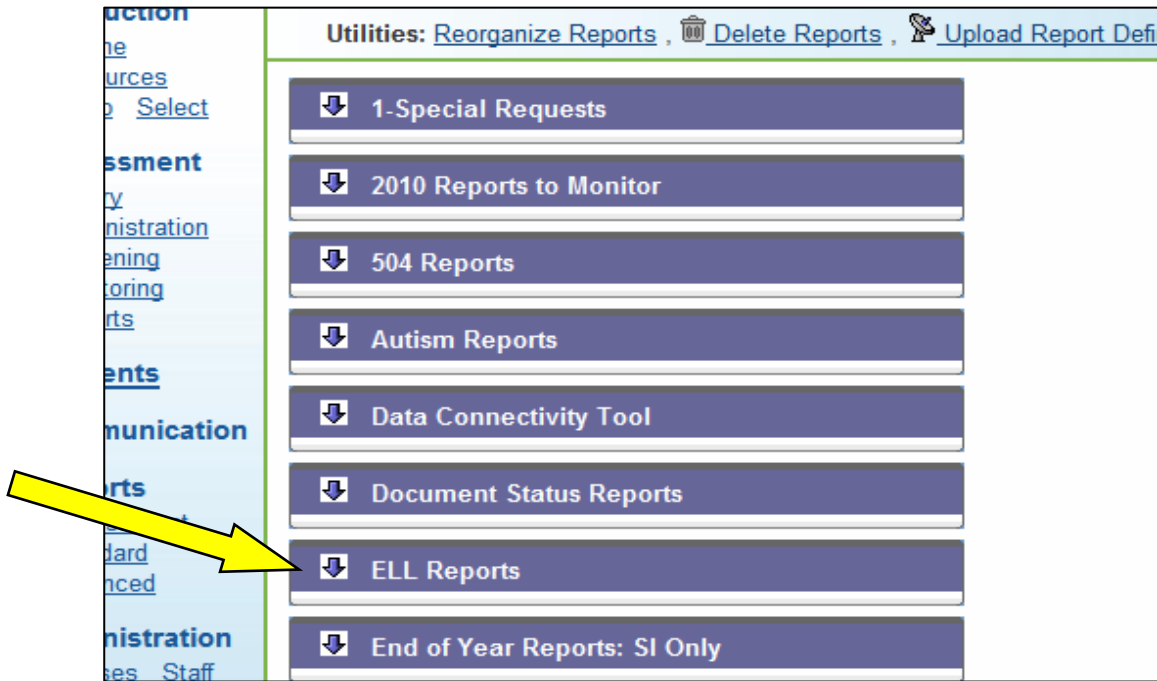 Utilities: Reorganize Reports , Delete Reports , Upload Report Defi
uction
ne
urces
Select
1-Special Requests
ssment
2010 Reports to Monitor
ry
nistration
ening
504 Reports
toring
rts
Autism Reports
ents
Data Connectivity Tool
munication
rts
Document Status Reports
dard
nced
ELL Reports
nistration
End of Year Reports: SI Only
ses Staff